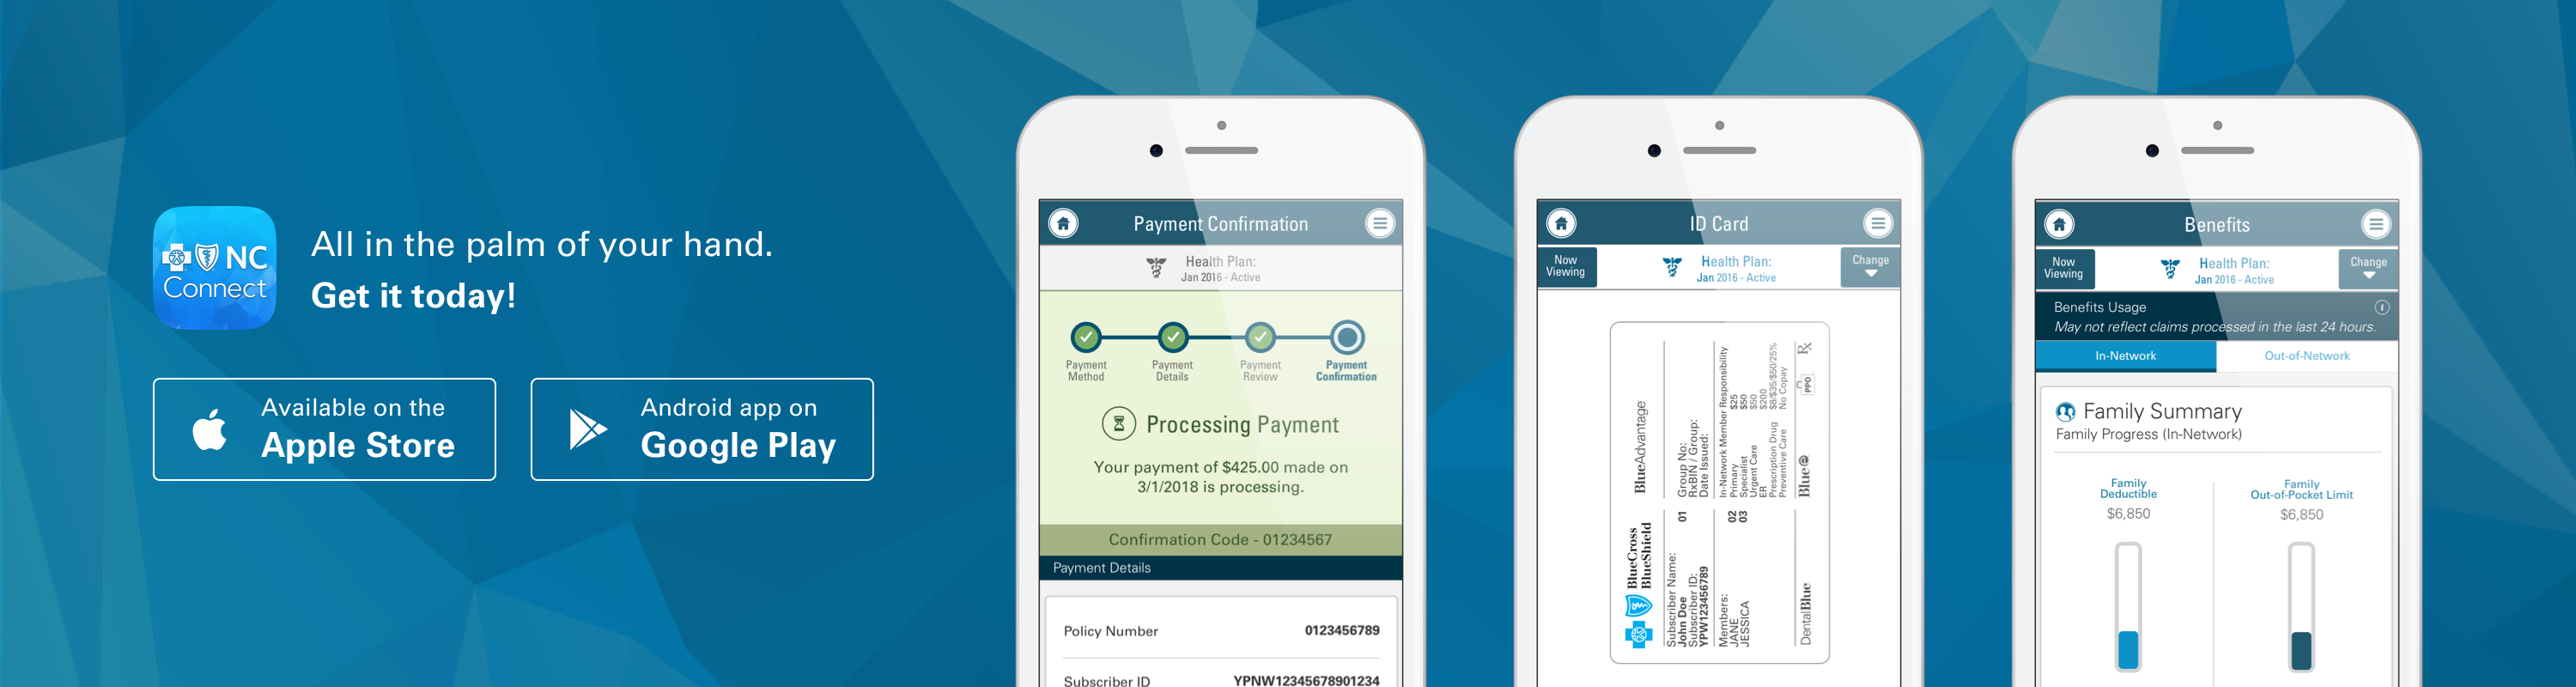 NC
Connect
All in the palm of your hand.
Get it today!
Available on the
Apple Store
Android app on
Google Play
Payment Confirmation
Health Plan:
Jan 2016 - Active
Payment
Method
Payment
Details
Payment
Review
Payment
Confirmation
Processing Payment
Your payment of $425.00 made on
3/1/2018 is processing.
Confirmation Code - 01234567
Payment Details
Policy Number 0123456789
Subscriber ID YPNW12345678901234
ID Card
Now
Viewing
Health Plan:
Jan 2016 - Active
Change
BlueCross
BlueShield
BlueAdvantage
Subscriber Name:
John Doe 01
Subscriber ID:
YPW123456789
Group No:
RxBIN / Group:
Date Issued:
Members:
JANE 02
JESSICA 03
In-Network Member Responsibility
Primary $25
Specialist $50
Urgent Care $50
ER $200
Prescription Drug $8/$35/$50/25%
Preventive Care No Copay
DentalBlue
Blue@
PPO
Rx
Benefits
Now
Viewing
Health Plan:
Jan 2016 - Active
Change
Benefits Usage
May not reflect claims processed in the last 24 hours.
In-Network
Out-of-Network
Family Summary
Family Progress (In-Network)
Family
Deductible
$6,850
Family
Out-of-Pocket Limit
$6,850